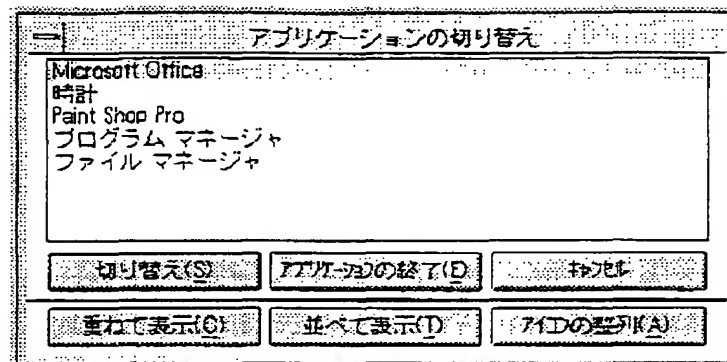 アプリケーションの切り替え
Microsoft Office
時計
Paint Shop Pro
プログラム マネージャ
ファイル マネージャ
切り替え(S) アプリケーションの終了(E) キャンセル
重ねて表示(C) 並べて表示(T) アイコンの整列(A)